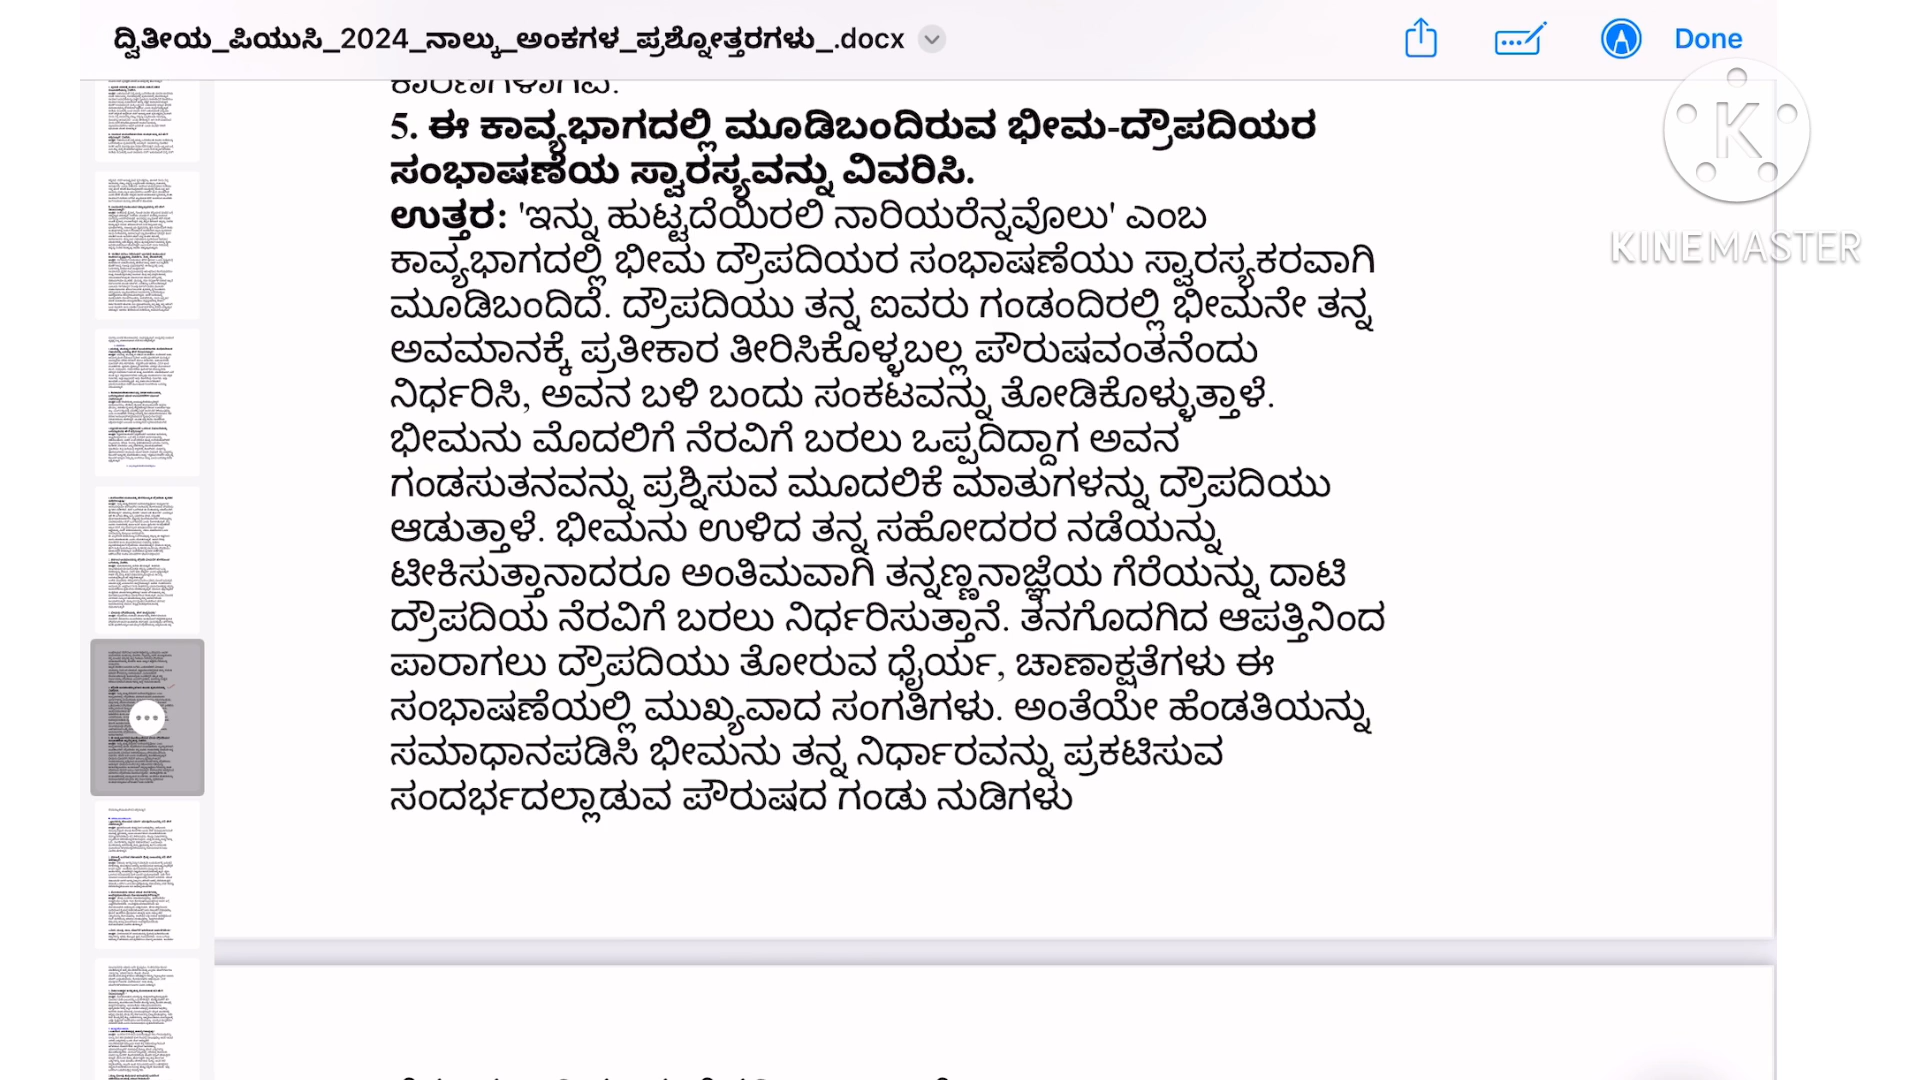 ದ್ವಿತೀಯ_ಪಿಯುಸಿ_2024_ನಾಲ್ಕು_ಅಂಕಗಳ_ಪ್ರಶ್ನೋತ್ತರಗಳು_.docx
Done
K
KINEMASTER
5. ಈ ಕಾವ್ಯಭಾಗದಲ್ಲಿ ಮೂಡಿಬಂದಿರುವ ಭೀಮ-ದ್ರೌಪದಿಯರ
ಸಂಭಾಷಣೆಯ ಸ್ವಾರಸ್ಯವನ್ನು ವಿವರಿಸಿ.
ಉತ್ತರ: 'ಇನ್ನು ಹುಟ್ಟದೆಯಿರಲಿ ನಾರಿಯರೆನ್ನವೊಲು' ಎಂಬ
ಕಾವ್ಯಭಾಗದಲ್ಲಿ ಭೀಮ ದ್ರೌಪದಿಯರ ಸಂಭಾಷಣೆಯು ಸ್ವಾರಸ್ಯಕರವಾಗಿ
ಮೂಡಿಬಂದಿದೆ. ದ್ರೌಪದಿಯು ತನ್ನ ಐವರು ಗಂಡಂದಿರಲ್ಲಿ ಭೀಮನೇ ತನ್ನ
ಅವಮಾನಕ್ಕೆ ಪ್ರತೀಕಾರ ತೀರಿಸಿಕೊಳ್ಳಬಲ್ಲ ಪೌರುಷವಂತನೆಂದು
ನಿರ್ಧರಿಸಿ, ಅವನ ಬಳಿ ಬಂದು ಸಂಕಟವನ್ನು ತೋಡಿಕೊಳ್ಳುತ್ತಾಳೆ.
ಭೀಮನು ಮೊದಲಿಗೆ ನೆರವಿಗೆ ಬರಲು ಒಪ್ಪದಿದ್ದಾಗ ಅವನ
ಗಂಡಸುತನವನ್ನು ಪ್ರಶ್ನಿಸುವ ಮೂದಲಿಕೆ ಮಾತುಗಳನ್ನು ದ್ರೌಪದಿಯು
ಆಡುತ್ತಾಳೆ. ಭೀಮನು ಉಳಿದ ತನ್ನ ಸಹೋದರರ ನಡೆಯನ್ನು
ಟೀಕಿಸುತ್ತಾನಾದರೂ ಅಂತಿಮವಾಗಿ ತನ್ನಣ್ಣನಾಜ್ಞೆಯ ಗೆರೆಯನ್ನು ದಾಟಿ
ದ್ರೌಪದಿಯ ನೆರವಿಗೆ ಬರಲು ನಿರ್ಧರಿಸುತ್ತಾನೆ. ತನಗೊದಗಿದ ಆಪತ್ತಿನಿಂದ
ಪಾರಾಗಲು ದ್ರೌಪದಿಯು ತೋರುವ ಧೈರ್ಯ, ಚಾಣಾಕ್ಷತೆಗಳು ಈ
ಸಂಭಾಷಣೆಯಲ್ಲಿ ಮುಖ್ಯವಾದ ಸಂಗತಿಗಳು. ಅಂತೆಯೇ ಹೆಂಡತಿಯನ್ನು
ಸಮಾಧಾನಪಡಿಸಿ ಭೀಮನು ತನ್ನ ನಿರ್ಧಾರವನ್ನು ಪ್ರಕಟಿಸುವ
ಸಂದರ್ಭದಲ್ಲಾಡುವ ಪೌರುಷದ ಗಂಡು ನುಡಿಗಳು